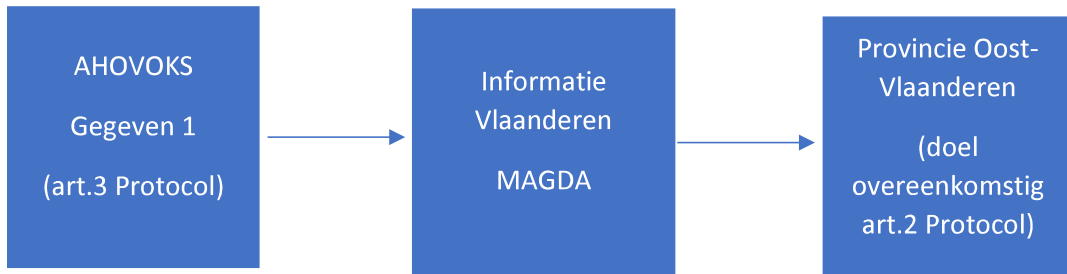 AHOVOKS
Gegeven 1
(art.3 Protocol)
Informatie
Vlaanderen
MAGDA
Provincie Oost-
Vlaanderen
(doel
overeenkomstig
art.2 Protocol)